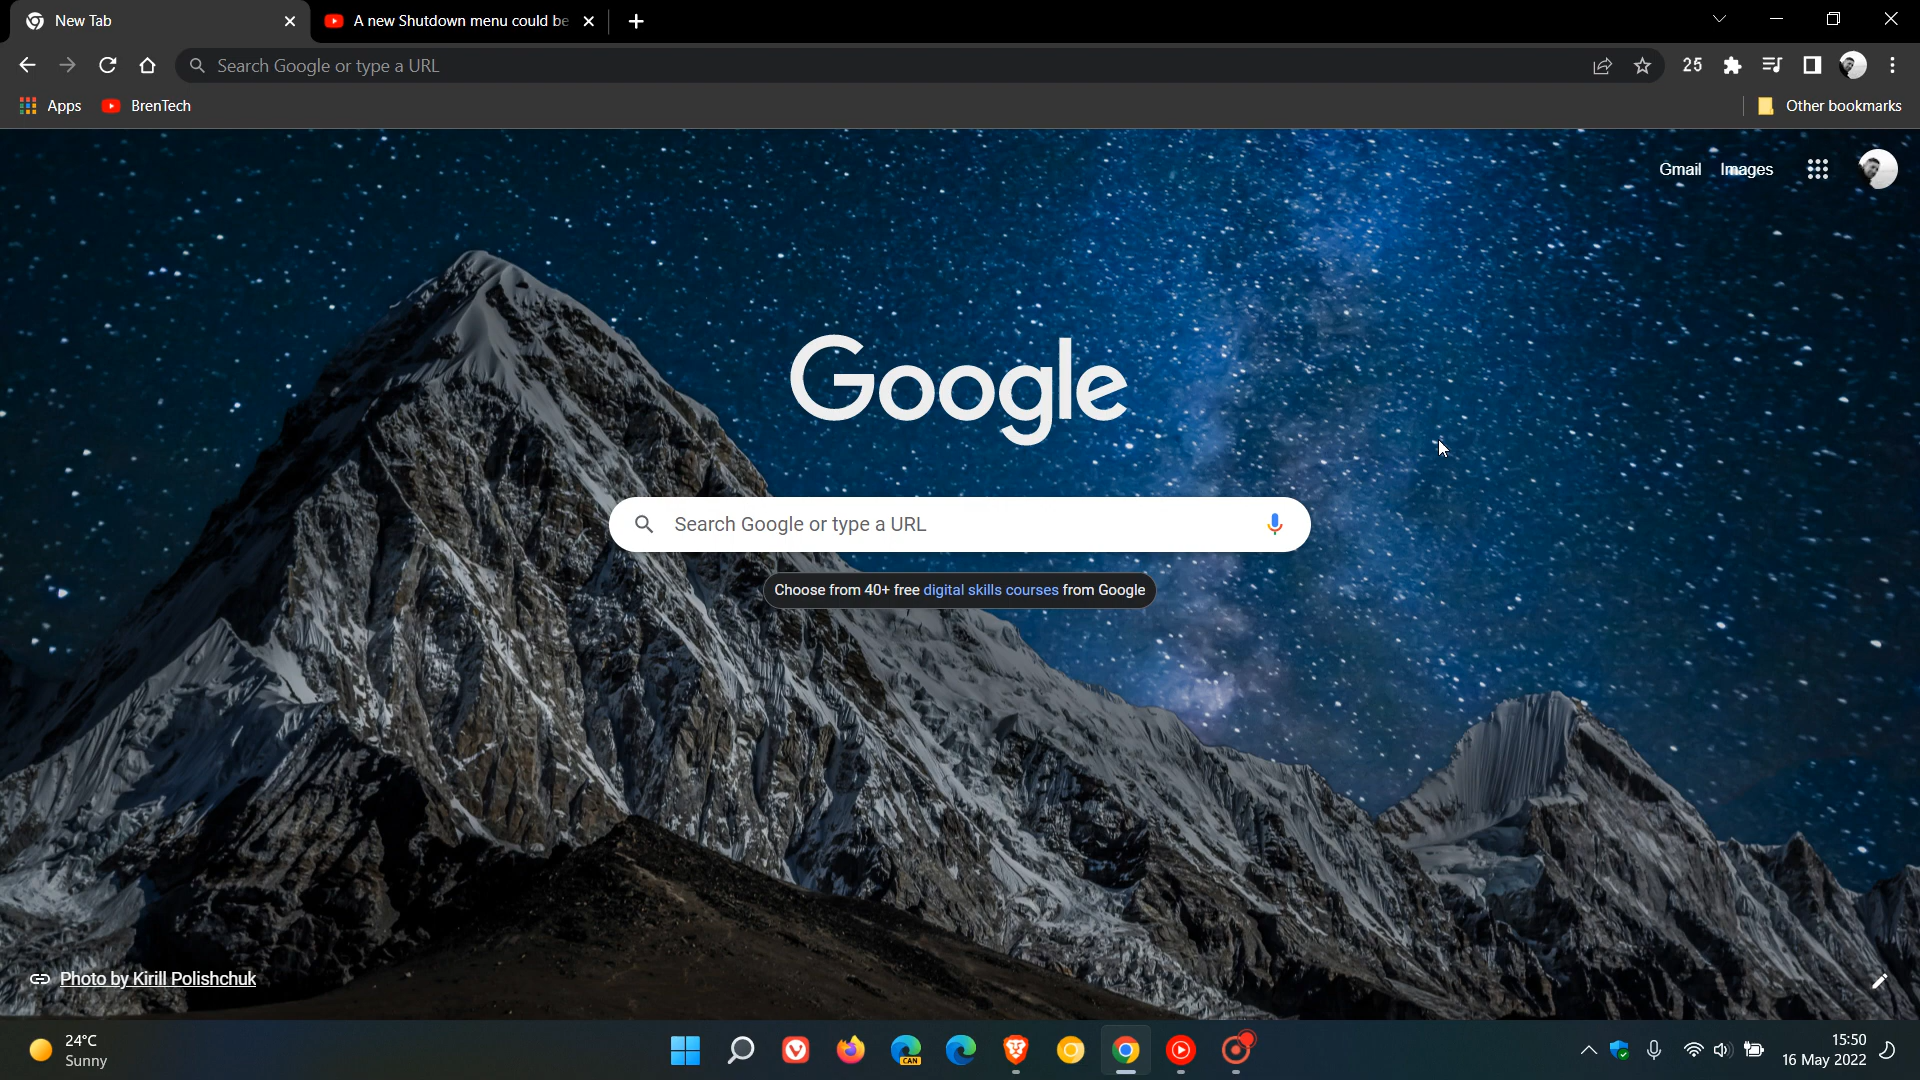 New Tab
A new Shutdown menu could be
Search Google or type a URL
25
Apps
BrenTech
Other bookmarks
Gmail
Images
Google
Search Google or type a URL
Choose from 40+ free digital skills courses from Google
Photo by Kirill Polishchuk
24°C
Sunny
CAN
15:50
16 May 2022